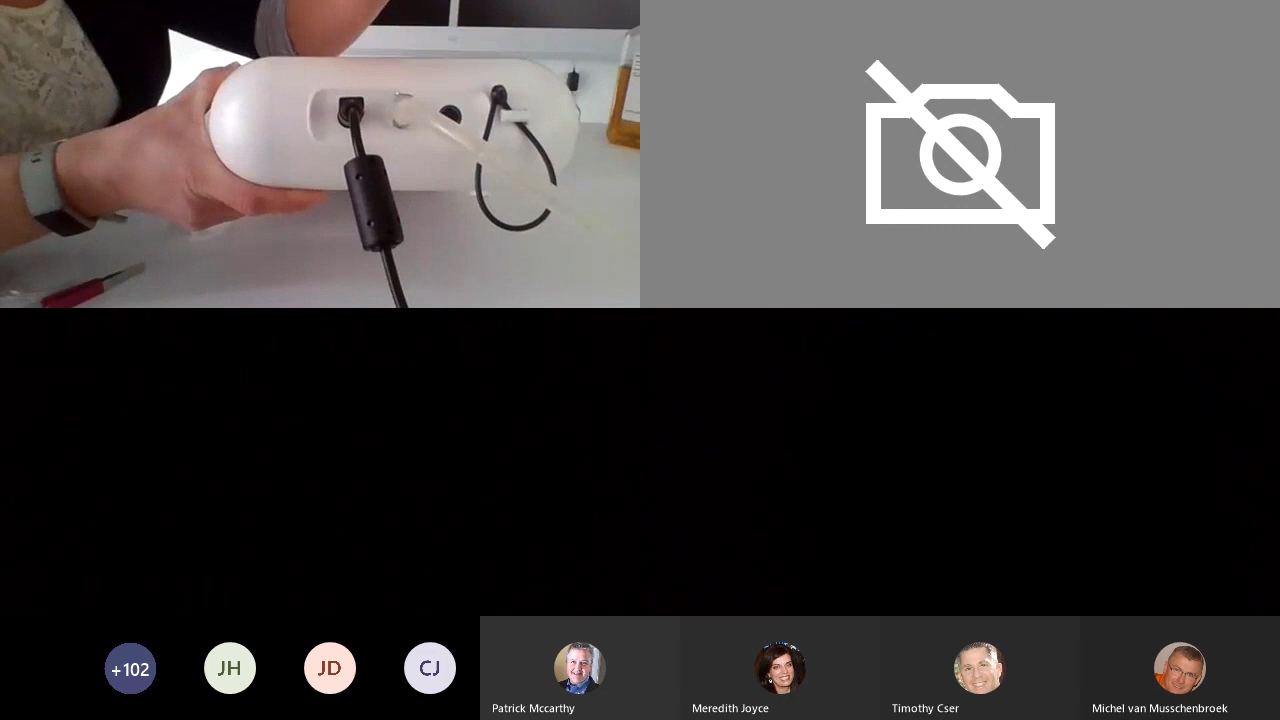 +102
JH
JD
CJ
Patrick Mccarthy
Meredith Joyce
Timothy Cser
Michel van Musschenbroek